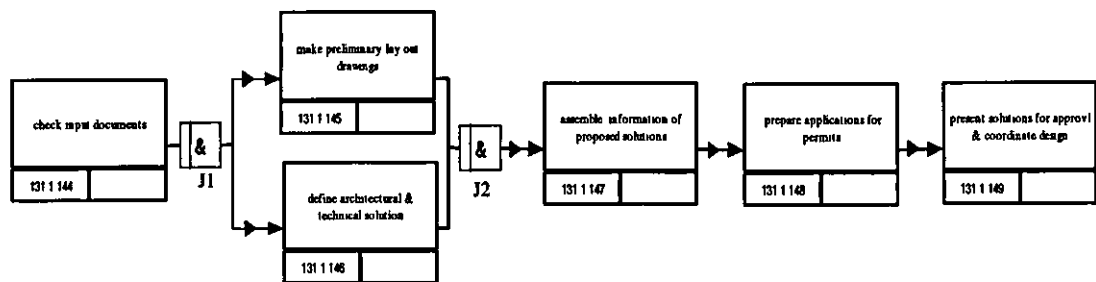 make preliminary lay out
drawings
131 1 145
check input documents
131 1 144
&
J1
define architectural &
technical solution
131 1 146
&
J2
assemble information of
proposed solutions
131 1 147
prepare applications for
permits
131 1 148
present solutions for approvl
& coordinate design
131 1 149